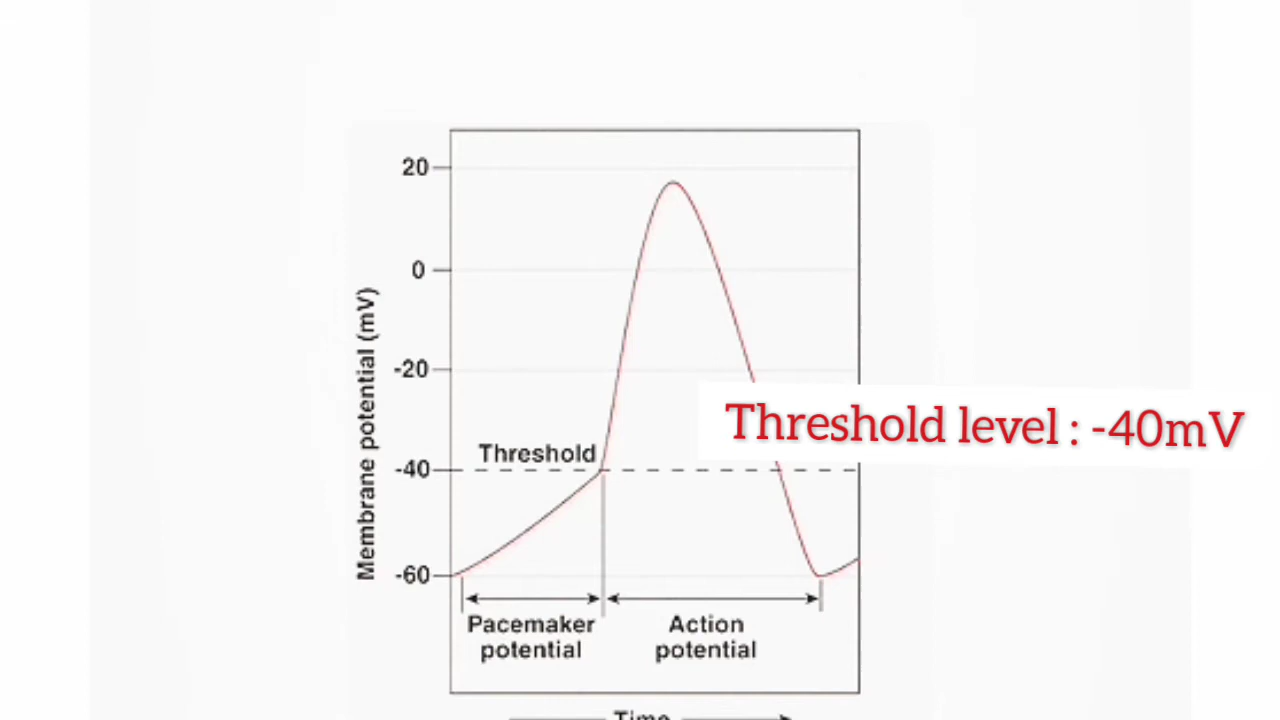 20
0
-20
-40
-60
Membrane potential (mV)
Threshold
Threshold level : -40mV
Pacemaker
potential
Action
potential
Time